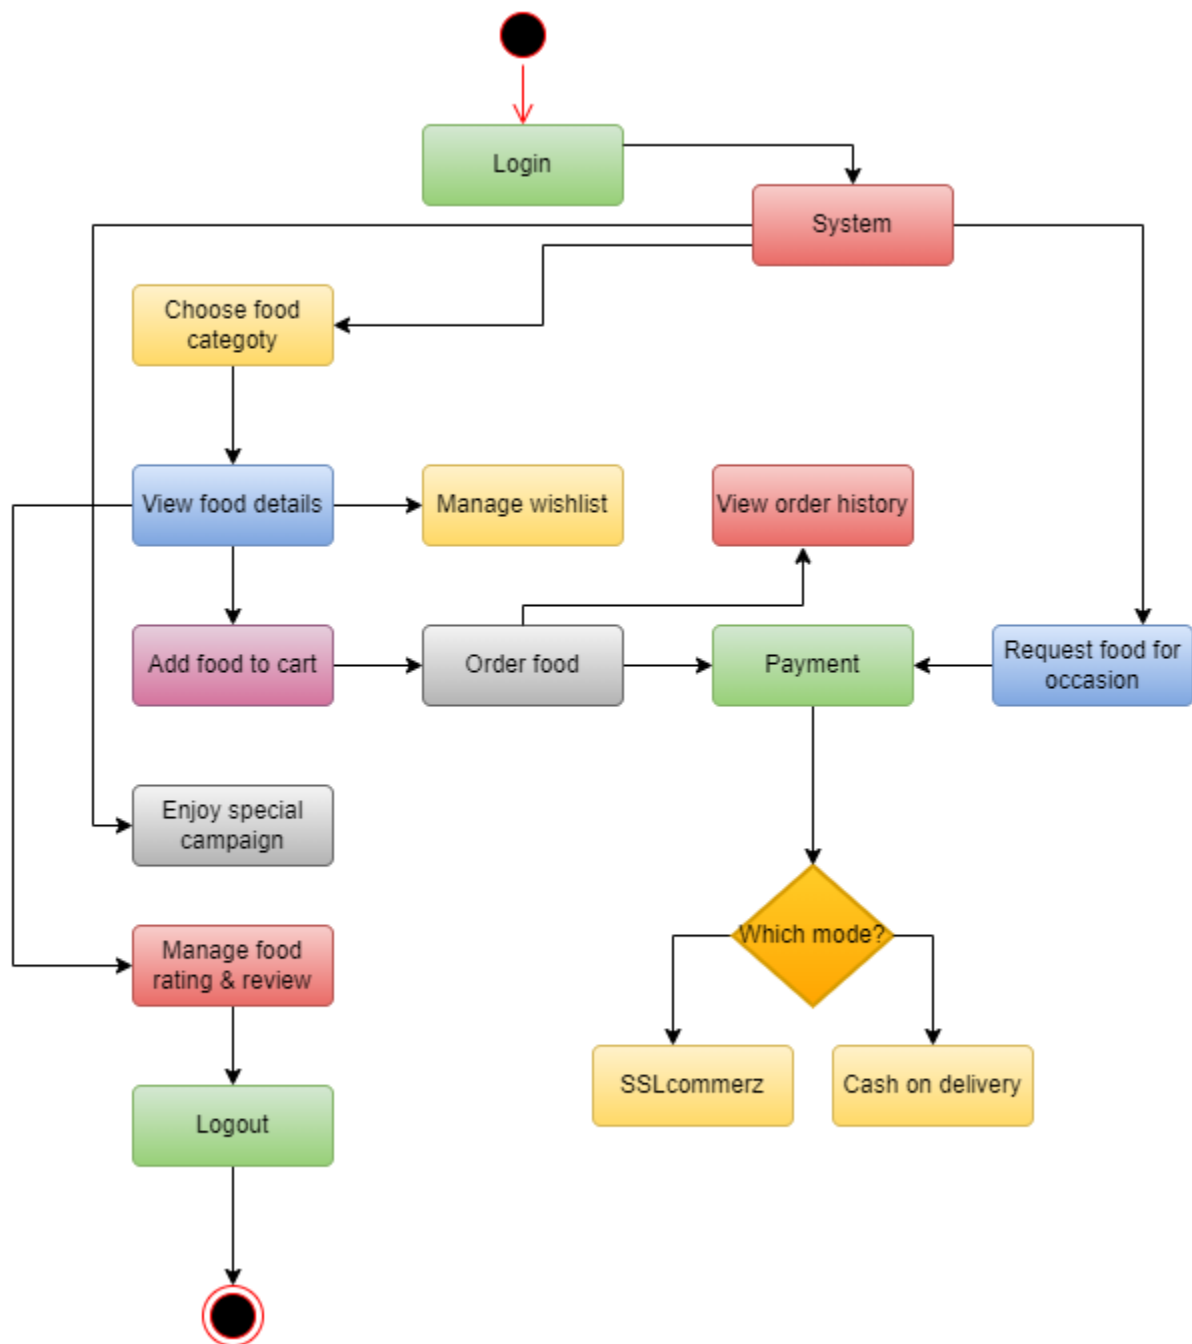 Login
System
Choose food
categoty
View food details
Manage wishlist
View order history
Add food to cart
Order food
Payment
Request food for
occasion
Enjoy special
campaign
Which mode?
Manage food
rating & review
SSLcommerz
Cash on delivery
Logout